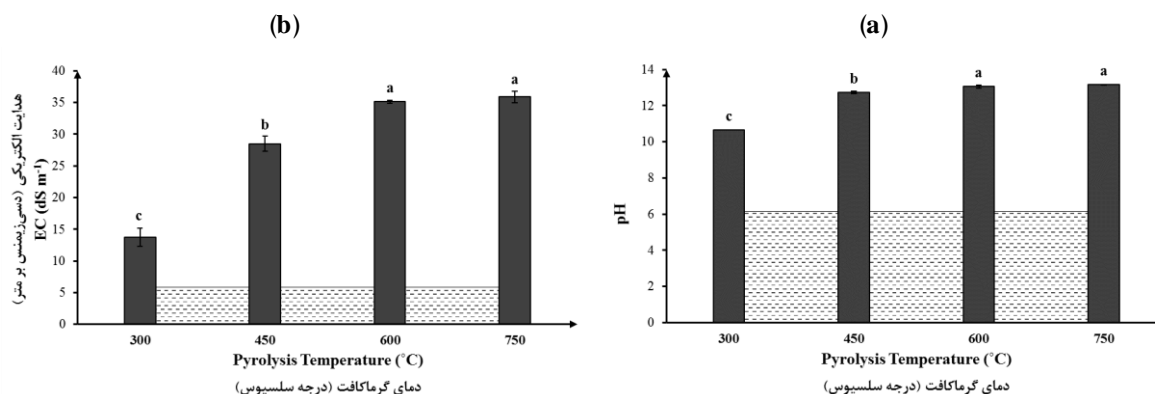 (b)
40
35
30
25
20
15
10
5
0
هدایت الکتریکی (دسی‌زیمنس بر متر)
EC (dS m⁻¹)
c
b
a
a
300 450 600 750
Pyrolysis Temperature (˚C)
دمای گرماکافت (درجه سلسیوس)
(a)
14
12
10
8
6
4
2
0
pH
c
b
a
a
300 450 600 750
Pyrolysis Temperature (˚C)
دمای گرماکافت (درجه سلسیوس)